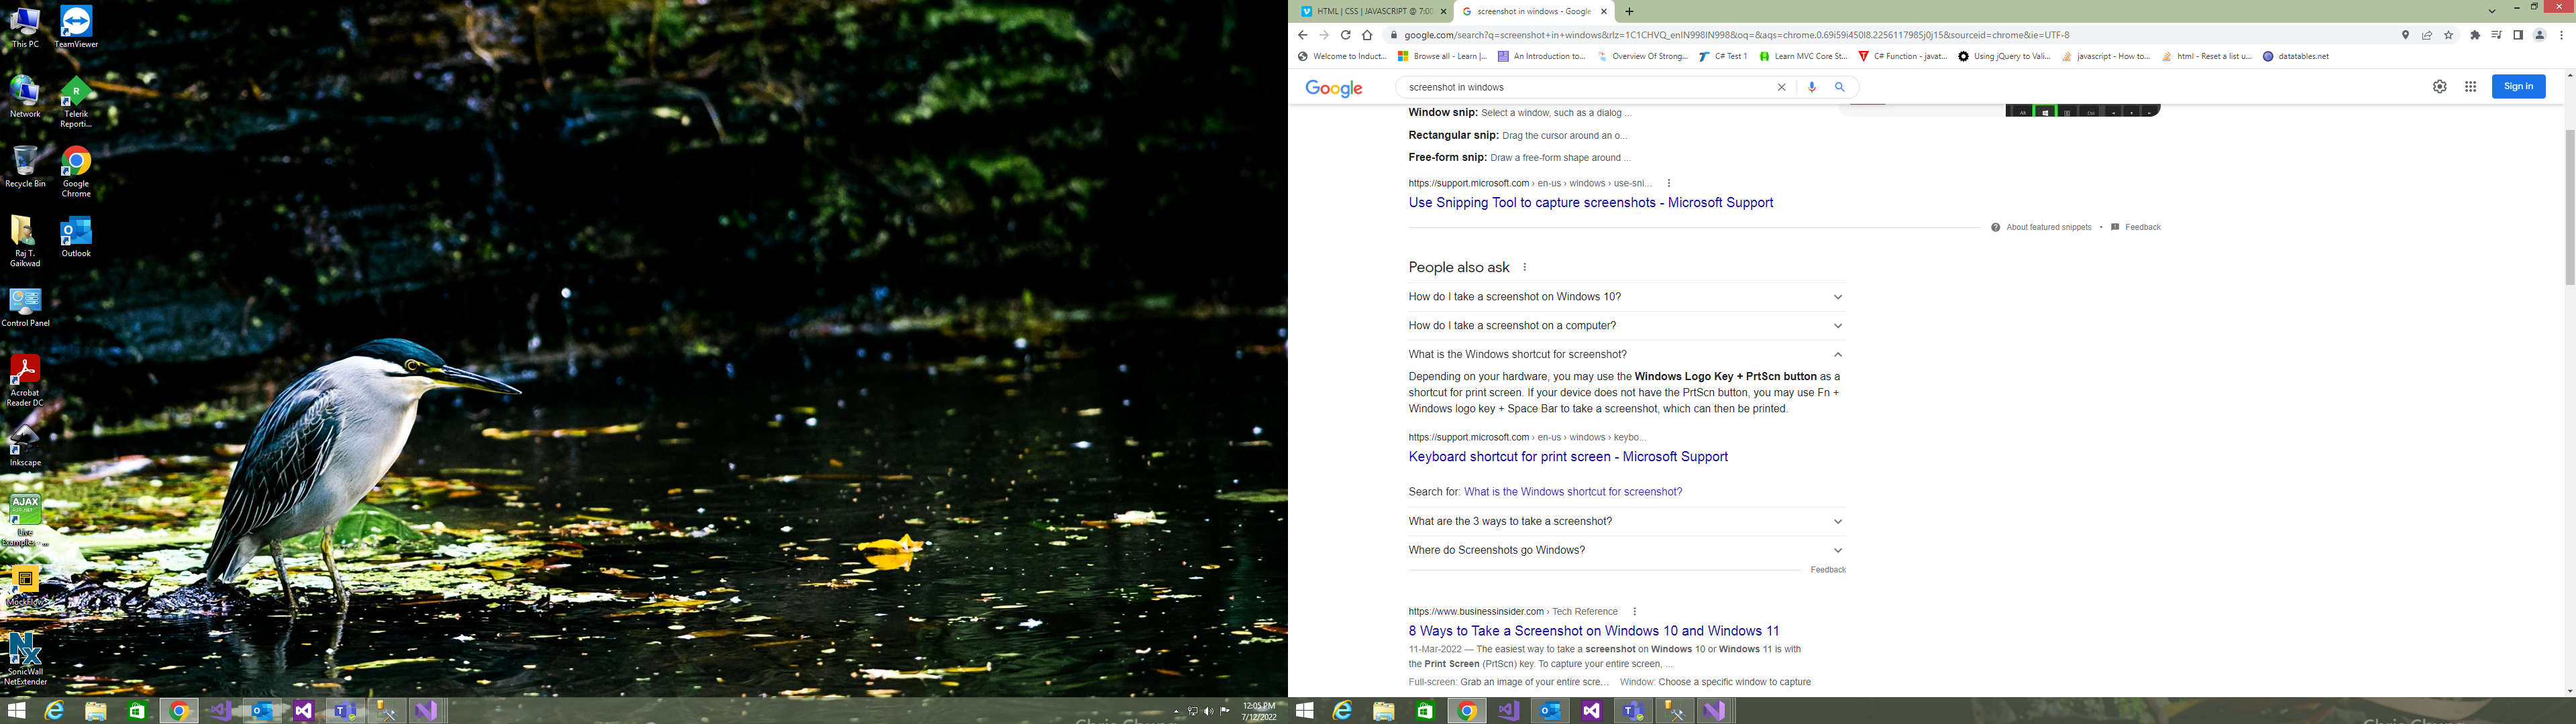 This PC
TeamViewer
Network
Telerik
Reporti...
Recycle Bin
Google
Chrome
Raj T.
Gaikwad
Outlook
Control Panel
Acrobat
Reader DC
Inkscape
AJAX
Live
Examples - ...
MockFlow
SonicWall
NetExtender
12:05 PM
7/12/2022
HTML | CSS | JAVASCRIPT @ 7:00
screenshot in windows - Google
google.com/search?q=screenshot+in+windows&rlz=1C1CHVQ_enIN998IN998&oq=&aqs=chrome.0.69i59i450l8.2256117985j0j15&sourceid=chrome&ie=UTF-8
Welcome to Induct...
Browse all - Learn |...
An Introduction to...
Overview Of Strong...
C# Test 1
Learn MVC Core St...
C# Function - javat...
Using jQuery to Vali...
javascript - How to...
html - Reset a list u...
datatables.net
Google
screenshot in windows
Sign in
Window snip: Select a window, such as a dialog ...
Rectangular snip: Drag the cursor around an o...
Free-form snip: Draw a free-form shape around ...
https://support.microsoft.com › en-us › windows › use-sni...
Use Snipping Tool to capture screenshots - Microsoft Support
About featured snippets • Feedback
People also ask
How do I take a screenshot on Windows 10?
How do I take a screenshot on a computer?
What is the Windows shortcut for screenshot?
Depending on your hardware, you may use the Windows Logo Key + PrtScn button as a
shortcut for print screen. If your device does not have the PrtScn button, you may use Fn +
Windows logo key + Space Bar to take a screenshot, which can then be printed.
https://support.microsoft.com › en-us › windows › keybo...
Keyboard shortcut for print screen - Microsoft Support
Search for: What is the Windows shortcut for screenshot?
What are the 3 ways to take a screenshot?
Where do Screenshots go Windows?
Feedback
https://www.businessinsider.com › Tech Reference
8 Ways to Take a Screenshot on Windows 10 and Windows 11
11-Mar-2022 — The easiest way to take a screenshot on Windows 10 or Windows 11 is with
the Print Screen (PrtScn) key. To capture your entire screen, ...
Full-screen: Grab an image of your entire scre... Window: Choose a specific window to capture